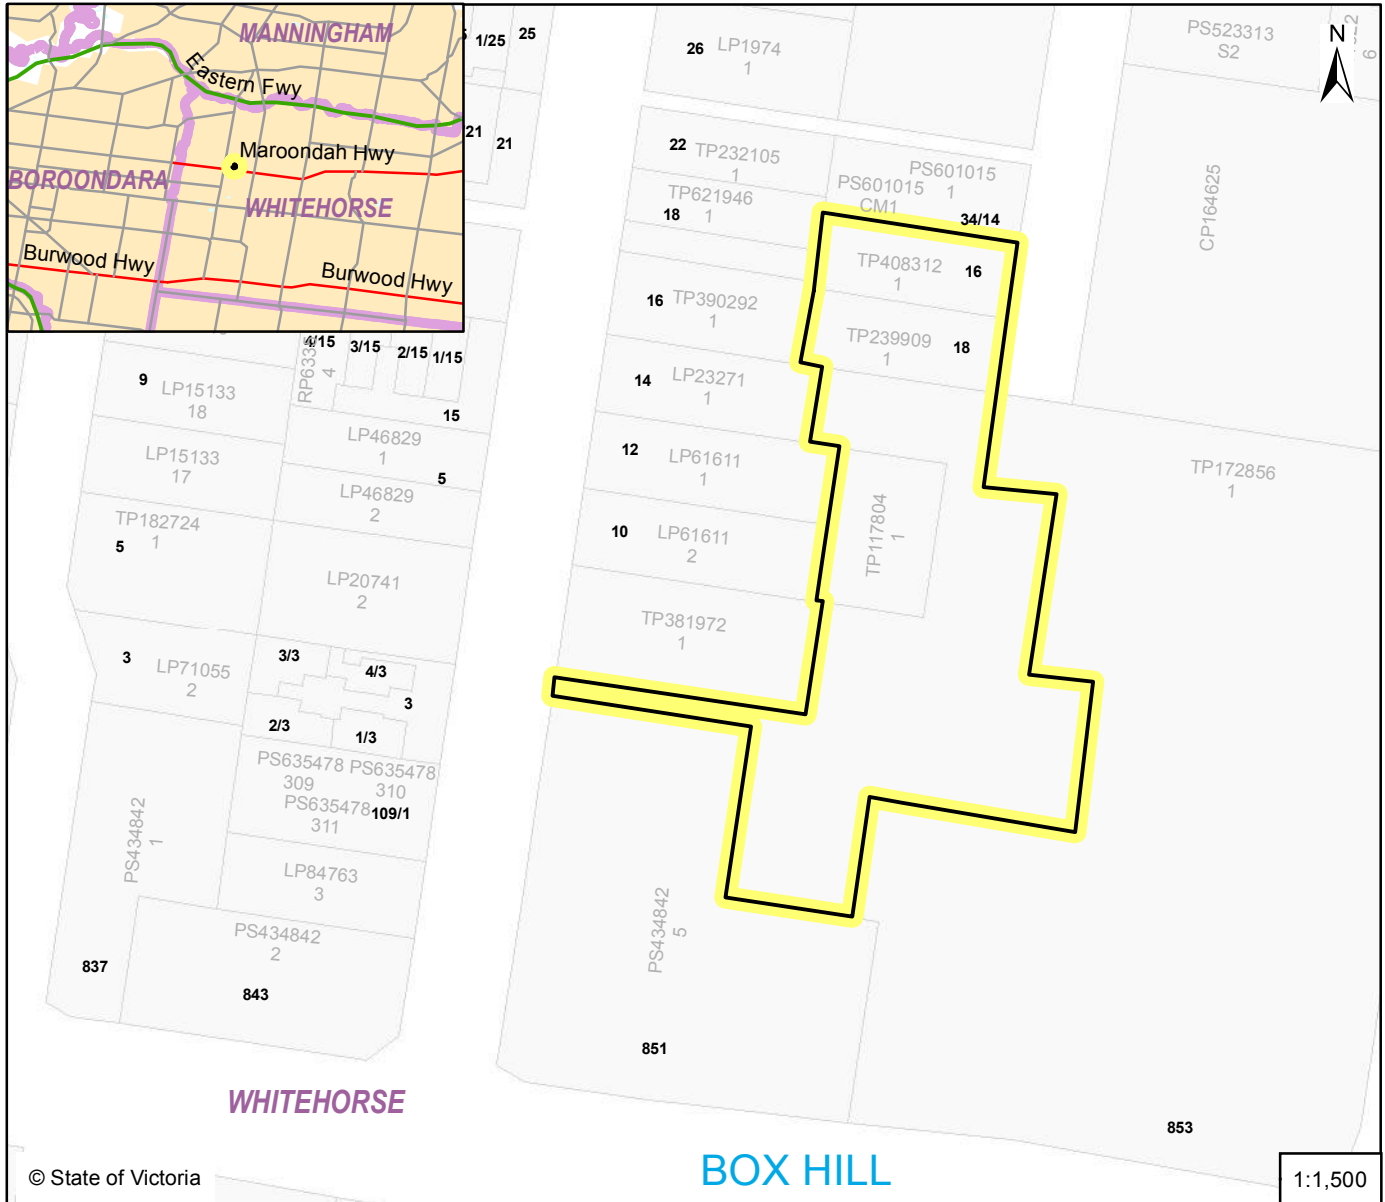 MANNINGHAM
Eastern Fwy
Maroondah Hwy
BOROONDARA
WHITEHORSE
Burwood Hwy
Burwood Hwy
1/25
25
21
21
26
LP1974
1
PS523313
S2
6
N
22
TP232105
1
PS601015
1
PS601015
CM1
34/14
TP621946
1
18
CP164625
TP408312
1
16
16
TP390292
1
TP239909
1
18
4/15
3/15
2/15
1/15
4
15
9
LP15133
18
14
LP23271
1
LP46829
1
5
12
LP61611
1
LP15133
17
LP46829
2
TP172856
1
TP182724
1
5
10
LP61611
2
TP117804
1
LP20741
2
TP381972
1
3
LP71055
2
3/3
4/3
3
2/3
1/3
PS635478
309
PS635478
310
PS635478
311
109/1
PS434842
1
LP84763
3
PS434842
2
PS434842
5
837
843
851
WHITEHORSE
853
BOX HILL
© State of Victoria
1:1,500